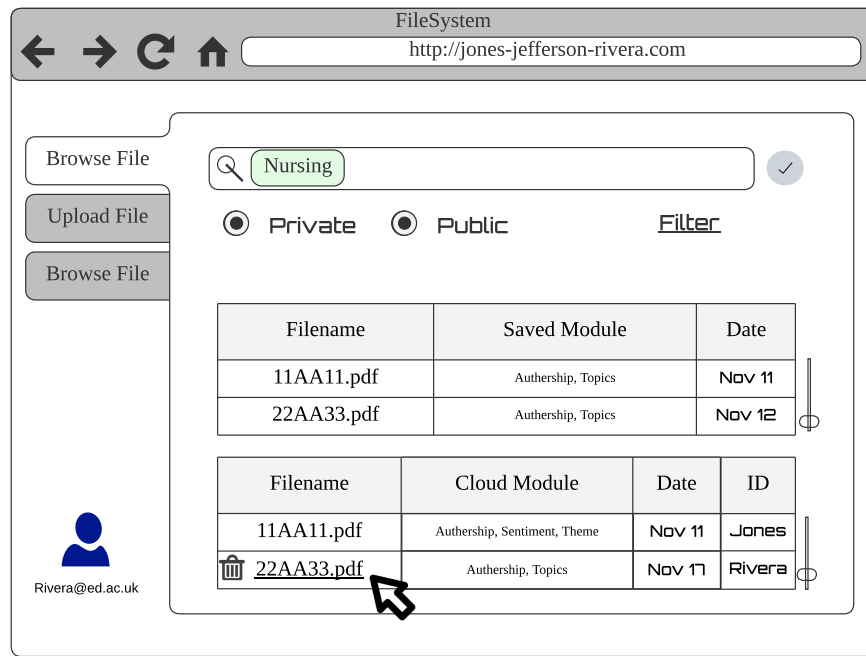 FileSystem
http://jones-jefferson-rivera.com
Browse File
Upload File
Browse File
Nursing
Private Public Filter
Filename Saved Module Date
11AA11.pdf Authership, Topics Nov 11
22AA33.pdf Authership, Topics Nov 12
Filename Cloud Module Date ID
11AA11.pdf Authership, Sentiment, Theme Nov 11 Jones
22AA33.pdf Authership, Topics Nov 17 Rivera
Rivera@ed.ac.uk